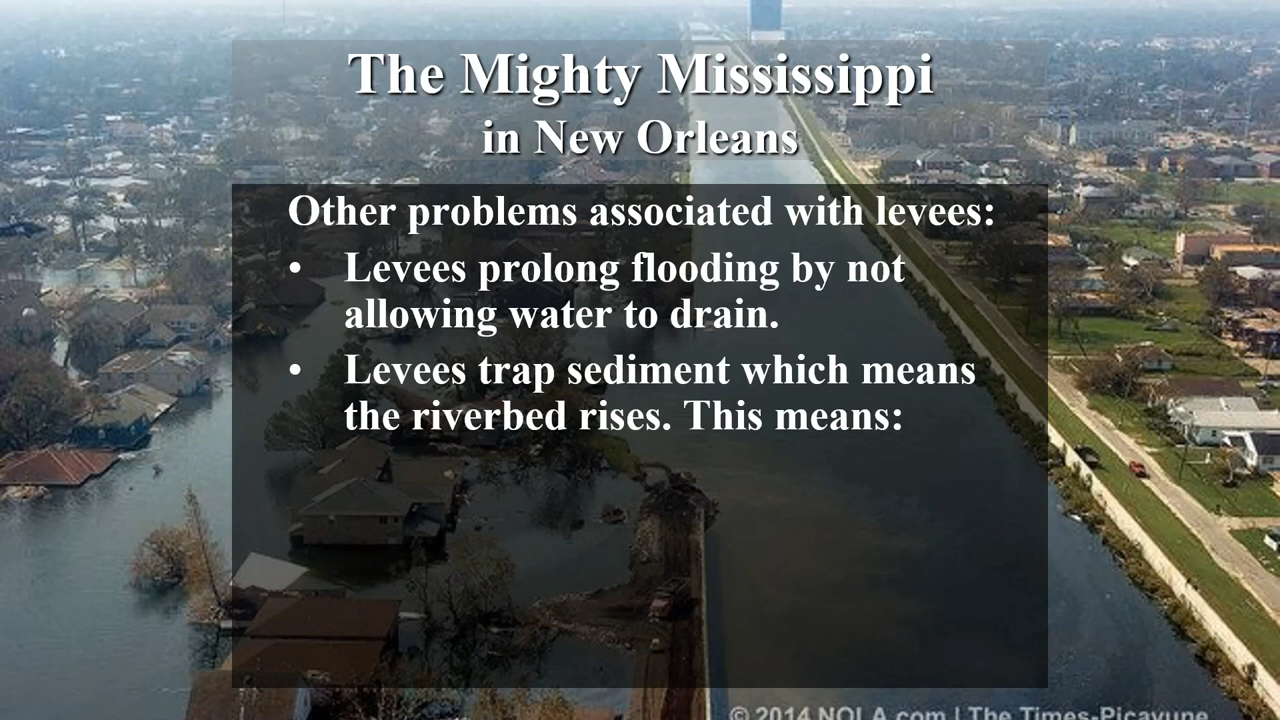 The Mighty Mississippi
in New Orleans
Other problems associated with levees:
• Levees prolong flooding by not
allowing water to drain.
• Levees trap sediment which means
the riverbed rises. This means:
© 2014 NOLA.com | The Times-Picayune